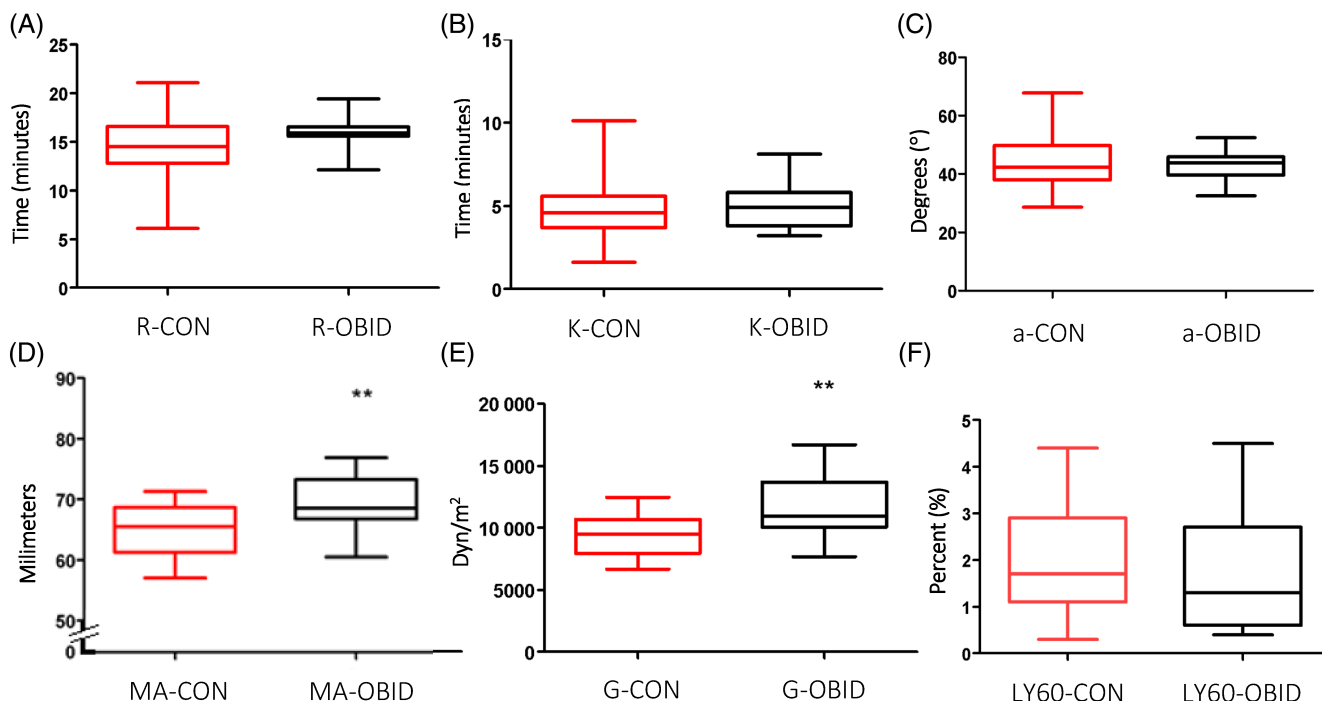 (A)
Time (minutes)
25
20
15
10
5
0
R-CON R-OBID
(B)
Time (minutes)
15
10
5
0
K-CON K-OBID
(C)
Degrees (°)
80
60
40
20
0
a-CON a-OBID
(D)
Milimeters
90
80
70
60
50
0
**
MA-CON MA-OBID
(E)
Dyn/m²
20 000
15 000
10 000
5000
0
**
G-CON G-OBID
(F)
Percent (%)
5
4
3
2
1
0
LY60-CON LY60-OBID